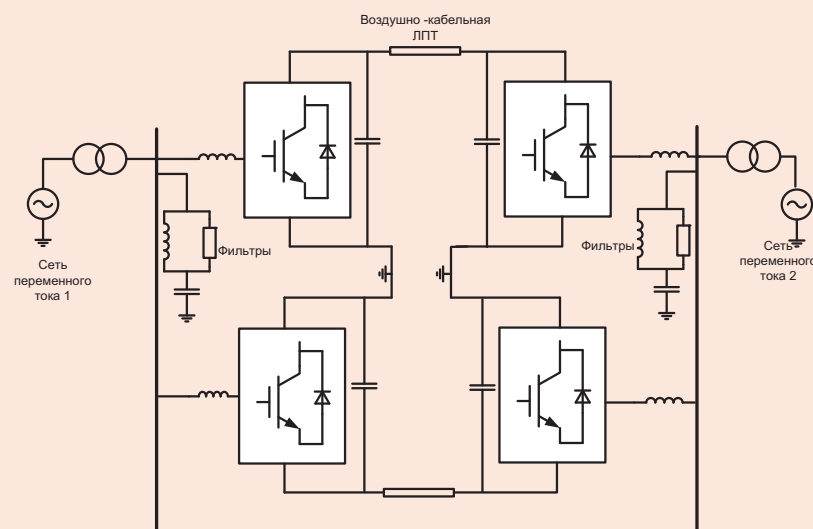 Воздушно -кабельная
ЛПТ
Фильтры
Сеть
переменного
тока 1
Фильтры
Сеть
переменного
тока 2